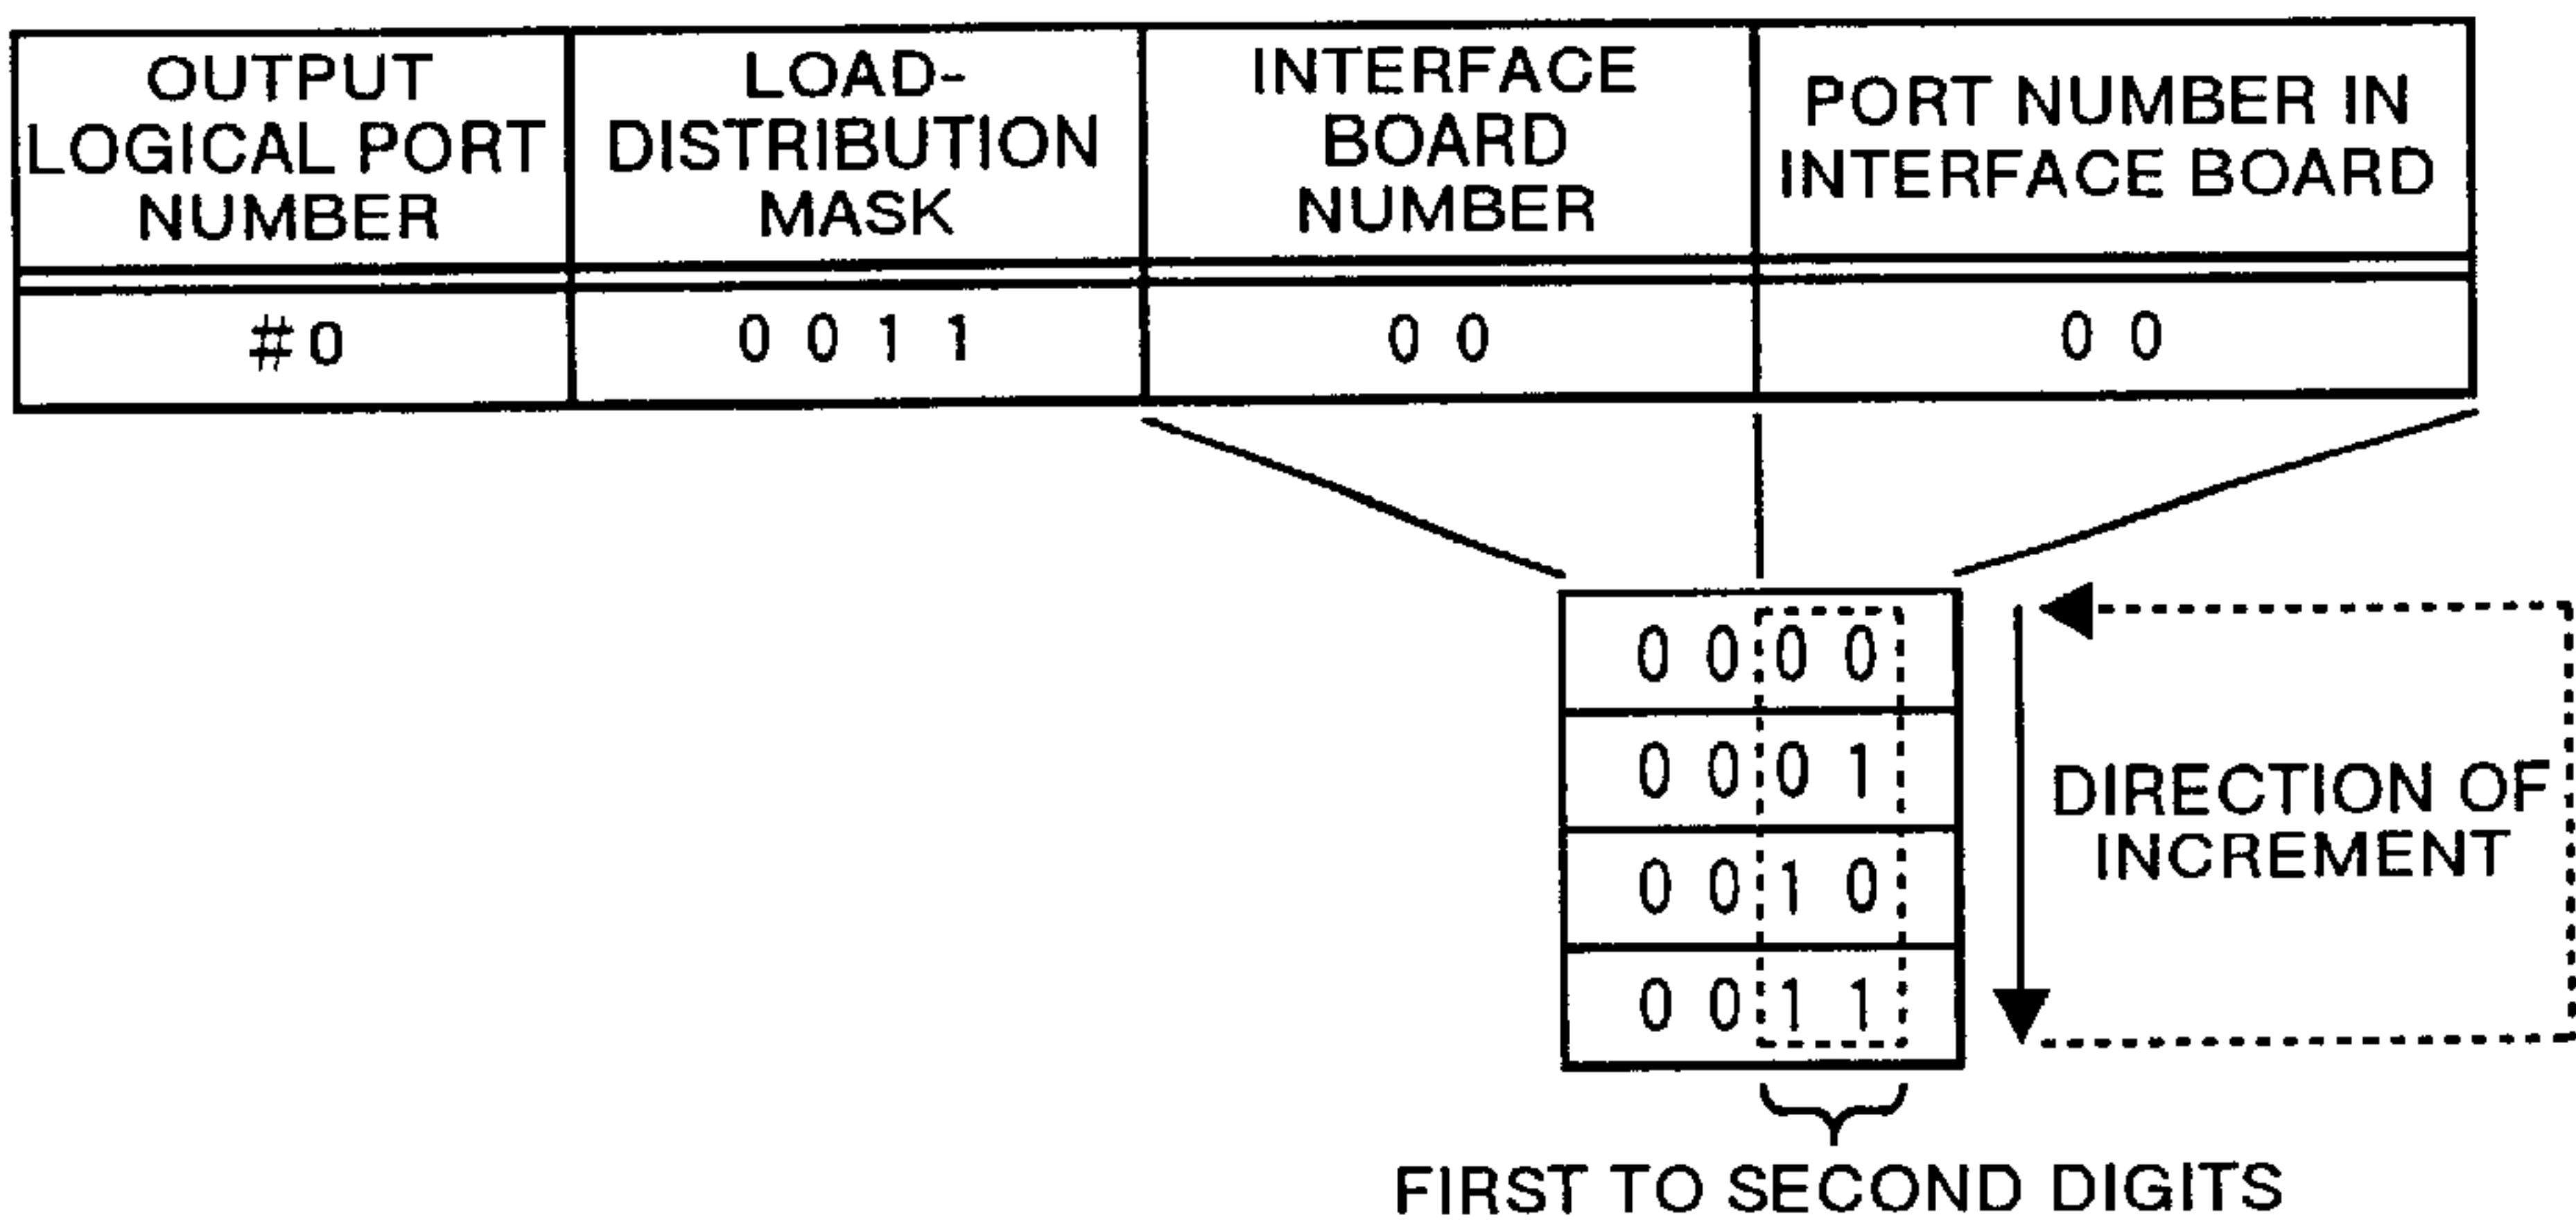 OUTPUT
LOGICAL PORT
NUMBER
LOAD-
DISTRIBUTION
MASK
INTERFACE
BOARD
NUMBER
PORT NUMBER IN
INTERFACE BOARD
#0
0 0 1 1
0 0
0 0
0 0 0 0
0 0 0 1
0 0 1 0
0 0 1 1
DIRECTION OF
INCREMENT
FIRST TO SECOND DIGITS